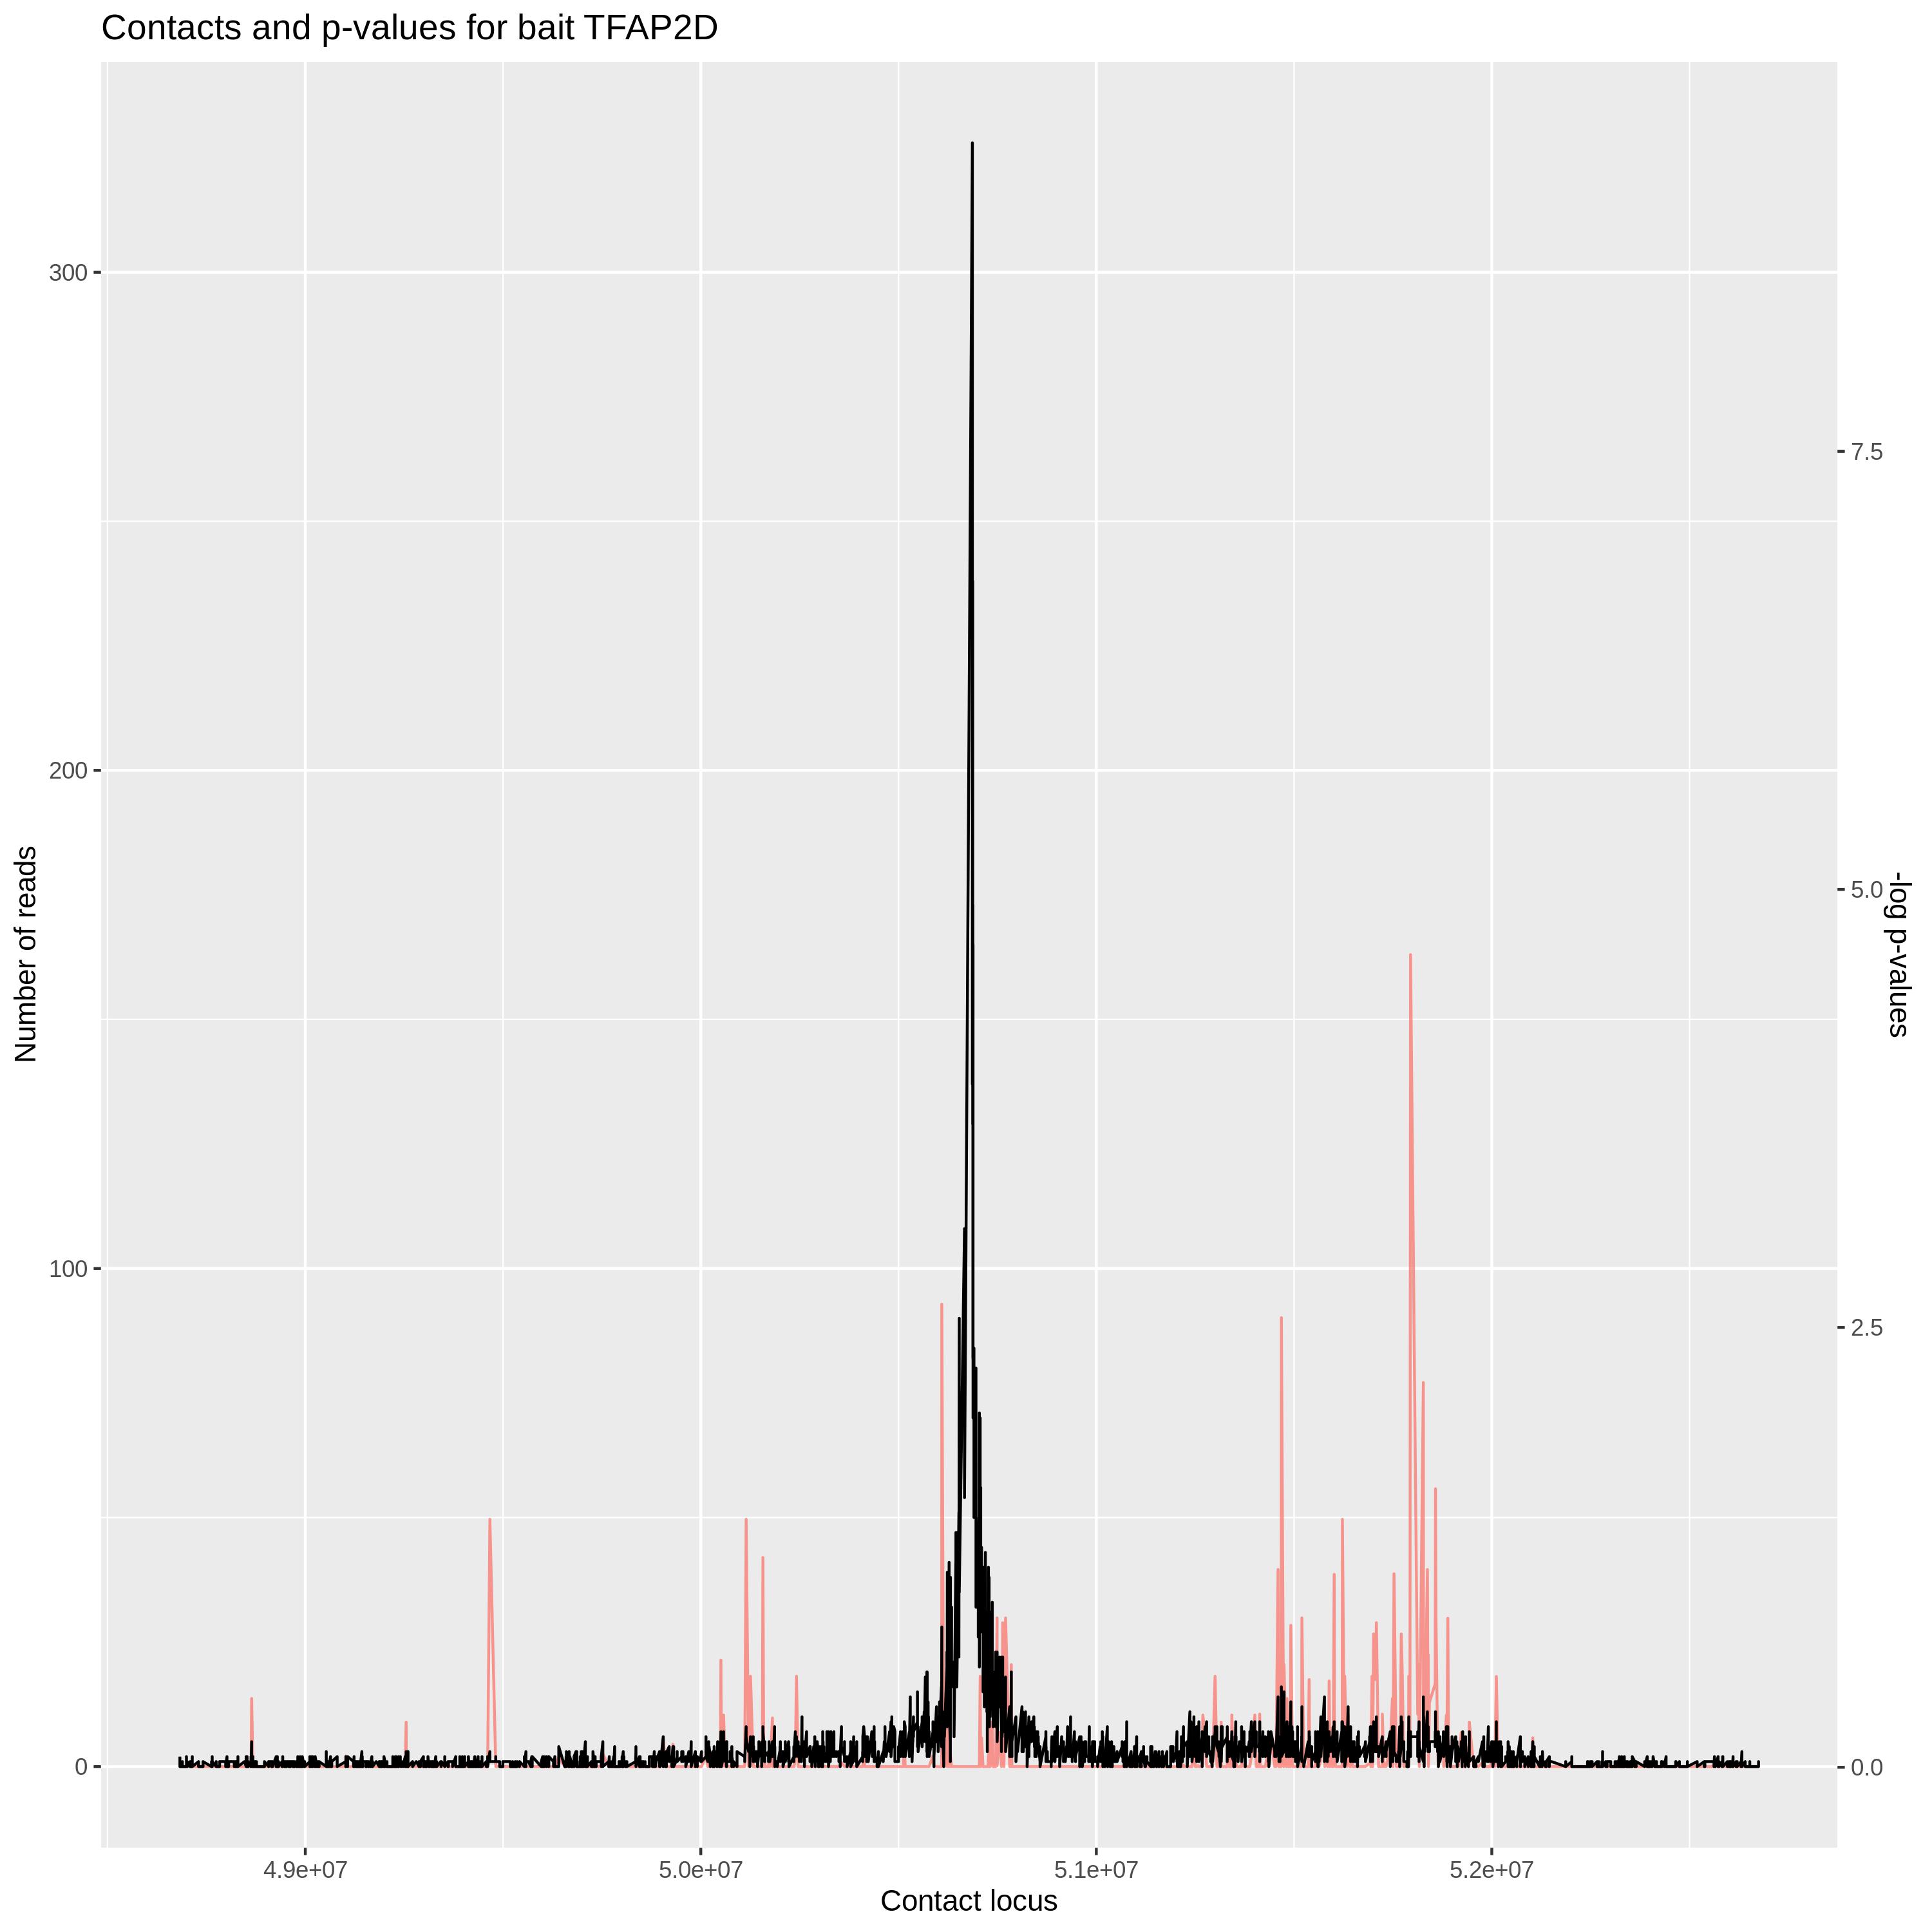 Contacts and p-values for bait TFAP2D
300
200
100
0
Number of reads
7.5
5.0
2.5
0.0
-log p-values
4.9e+07 5.0e+07 5.1e+07 5.2e+07
Contact locus